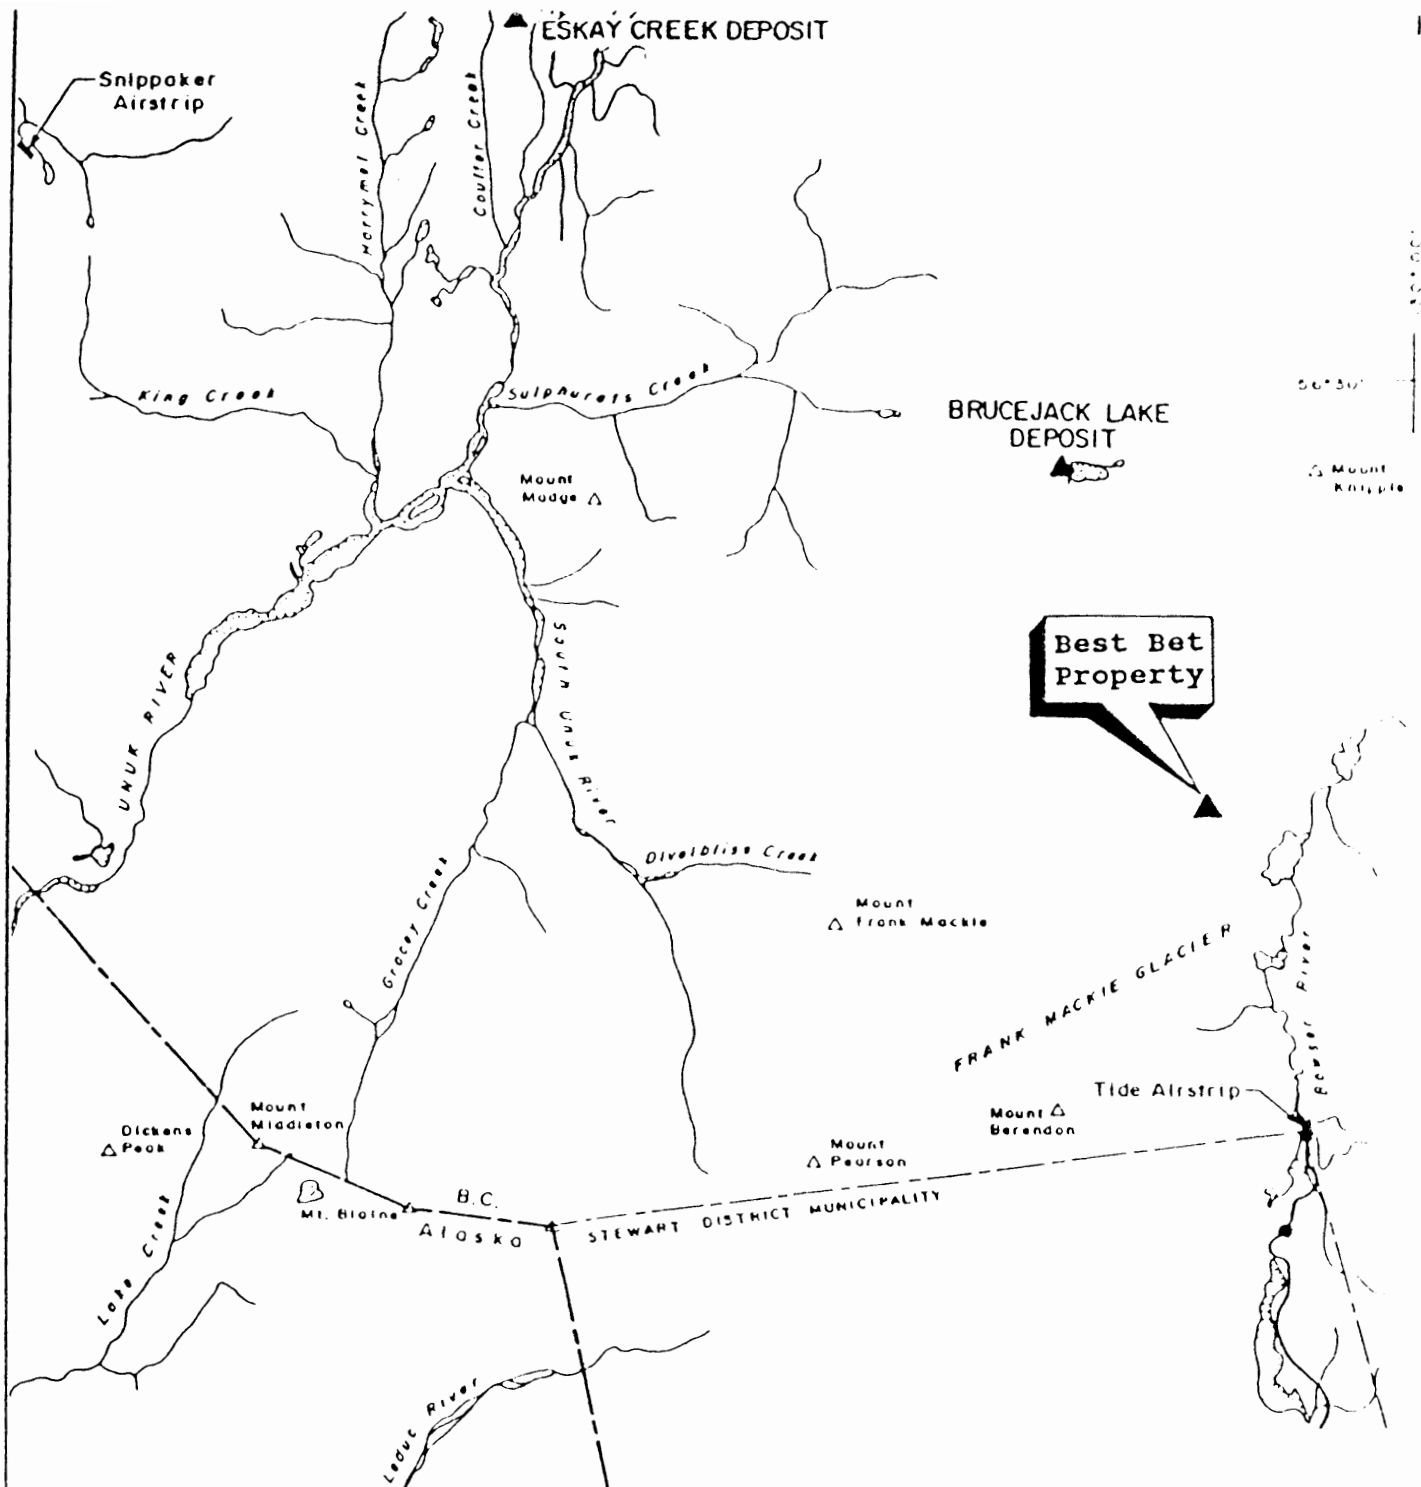 ESKAY CREEK DEPOSIT
Snippaker
Airstrip
Harrymel Creek
Coulter Creek
King Creek
Sulphurets Creek
56°30'
BRUCEJACK LAKE
DEPOSIT
Mount
Madge
Mount
Knipple
Best Bet
Property
UNUK RIVER
South Unuk River
Divelbliss Creek
Gracey Creek
Mount
Frank Mackie
FRANK MACKIE GLACIER
Bowser River
Tide Airstrip
Mount
Berendon
Mount
Middleton
Dickens
Peak
Mount
Pearson
Mt. Blaine
B.C.
Alaska
STEWART DISTRICT MUNICIPALITY
Lake Creek
Leduc River